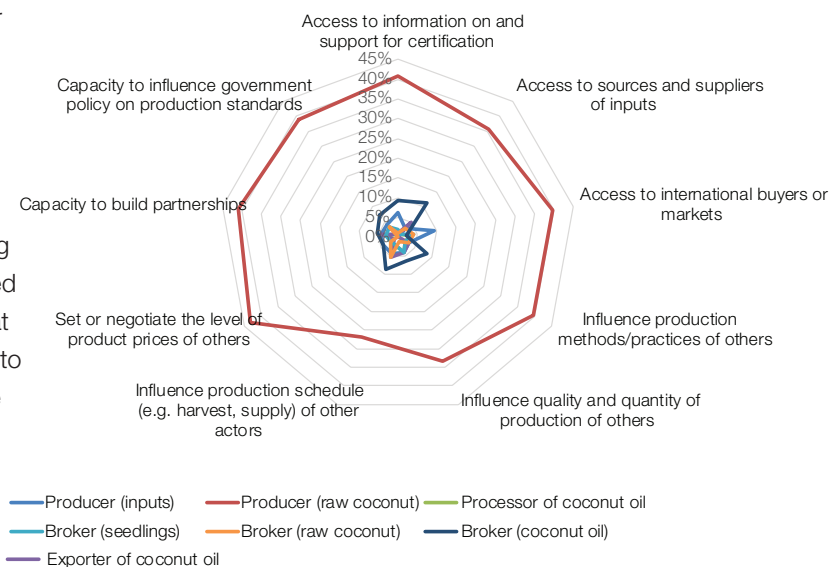 Access to information on and
support for certification
45%
40%
35%
30%
25%
20%
15%
10%
5%
0%
Capacity to influence government
policy on production standards
Access to sources and suppliers
of inputs
Capacity to build partnerships
Access to international buyers or
markets
g
ed
Set or negotiate the level of
product prices of others
Influence production
methods/practices of others
to
Influence production schedule
(e.g. harvest, supply) of other
actors
Influence quality and quantity of
production of others
Producer (inputs)
Producer (raw coconut)
Processor of coconut oil
Broker (seedlings)
Broker (raw coconut)
Broker (coconut oil)
Exporter of coconut oil